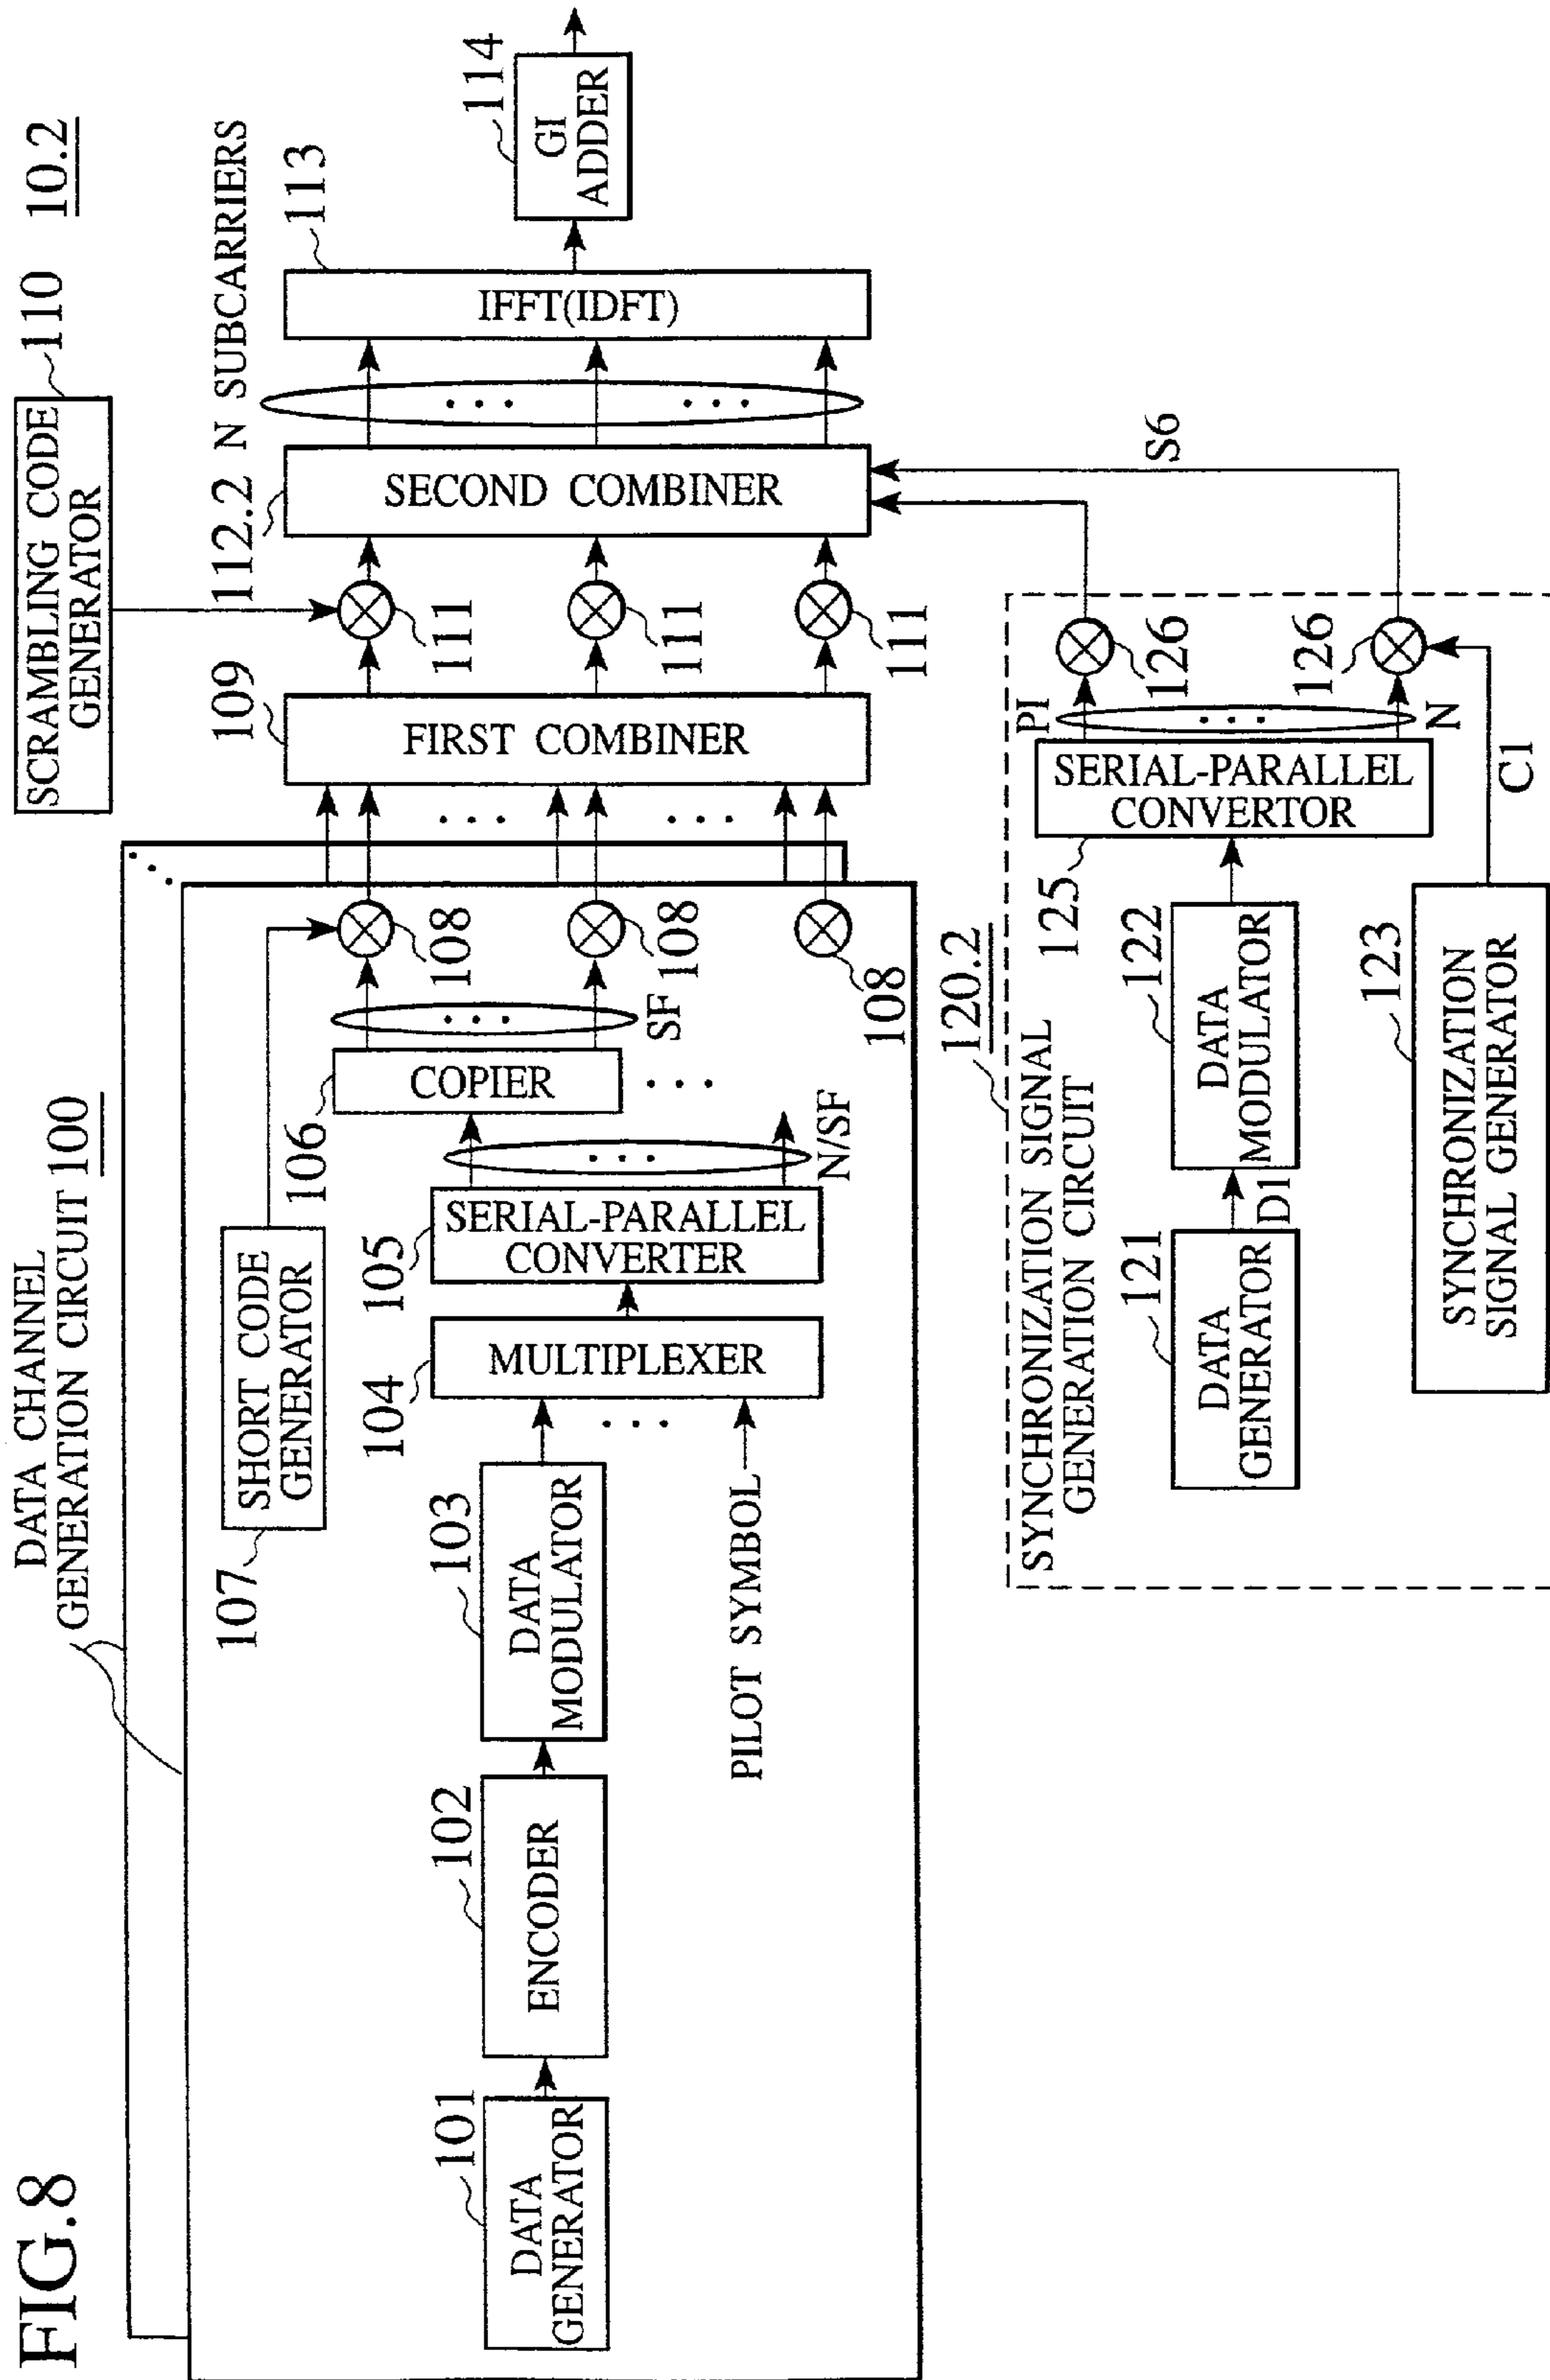 FIG.8
DATA CHANNEL
GENERATION CIRCUIT 100
SCRAMBLING CODE
GENERATOR
110
10.2
107
SHORT CODE
GENERATOR
101
DATA
GENERATOR
102
ENCODER
103
DATA
MODULATOR
PILOT SYMBOL
104
MULTIPLEXER
105
SERIAL-PARALLEL
CONVERTER
N/SF
106
COPIER
SF
108
108
108
109
FIRST COMBINER
111
111
111
112.2
SECOND COMBINER
N SUBCARRIERS
113
IFFT(IDFT)
114
GI
ADDER
120.2
SYNCHRONIZATION SIGNAL
GENERATION CIRCUIT
121
DATA
GENERATOR
D1
122
DATA
MODULATOR
125
SERIAL-PARALLEL
CONVERTOR
PI
N
126
126
S6
123
SYNCHRONIZATION
SIGNAL GENERATOR
C1